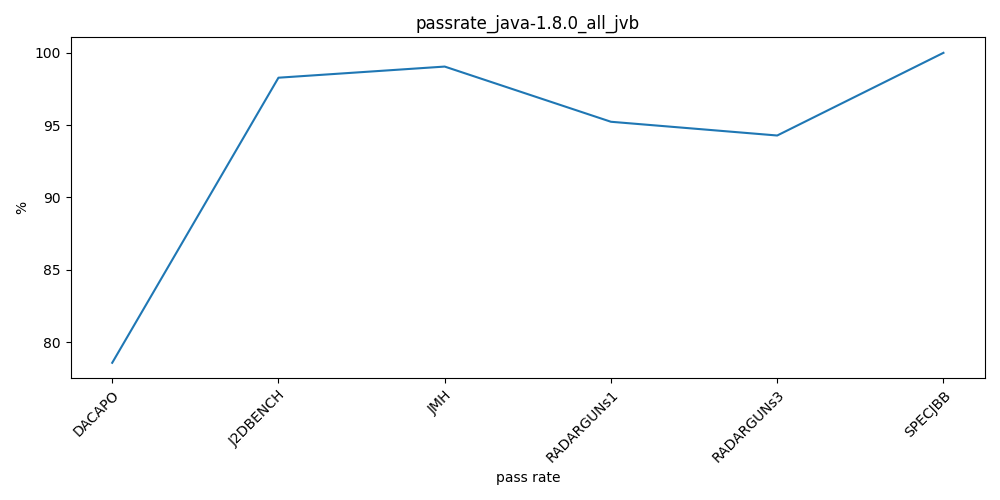 passrate_java-1.8.0_all_jvb
100
95
90
85
80
%
DACAPO
J2DBENCH
JMH
RADARGUNs1
RADARGUNs3
SPECJBB
pass rate